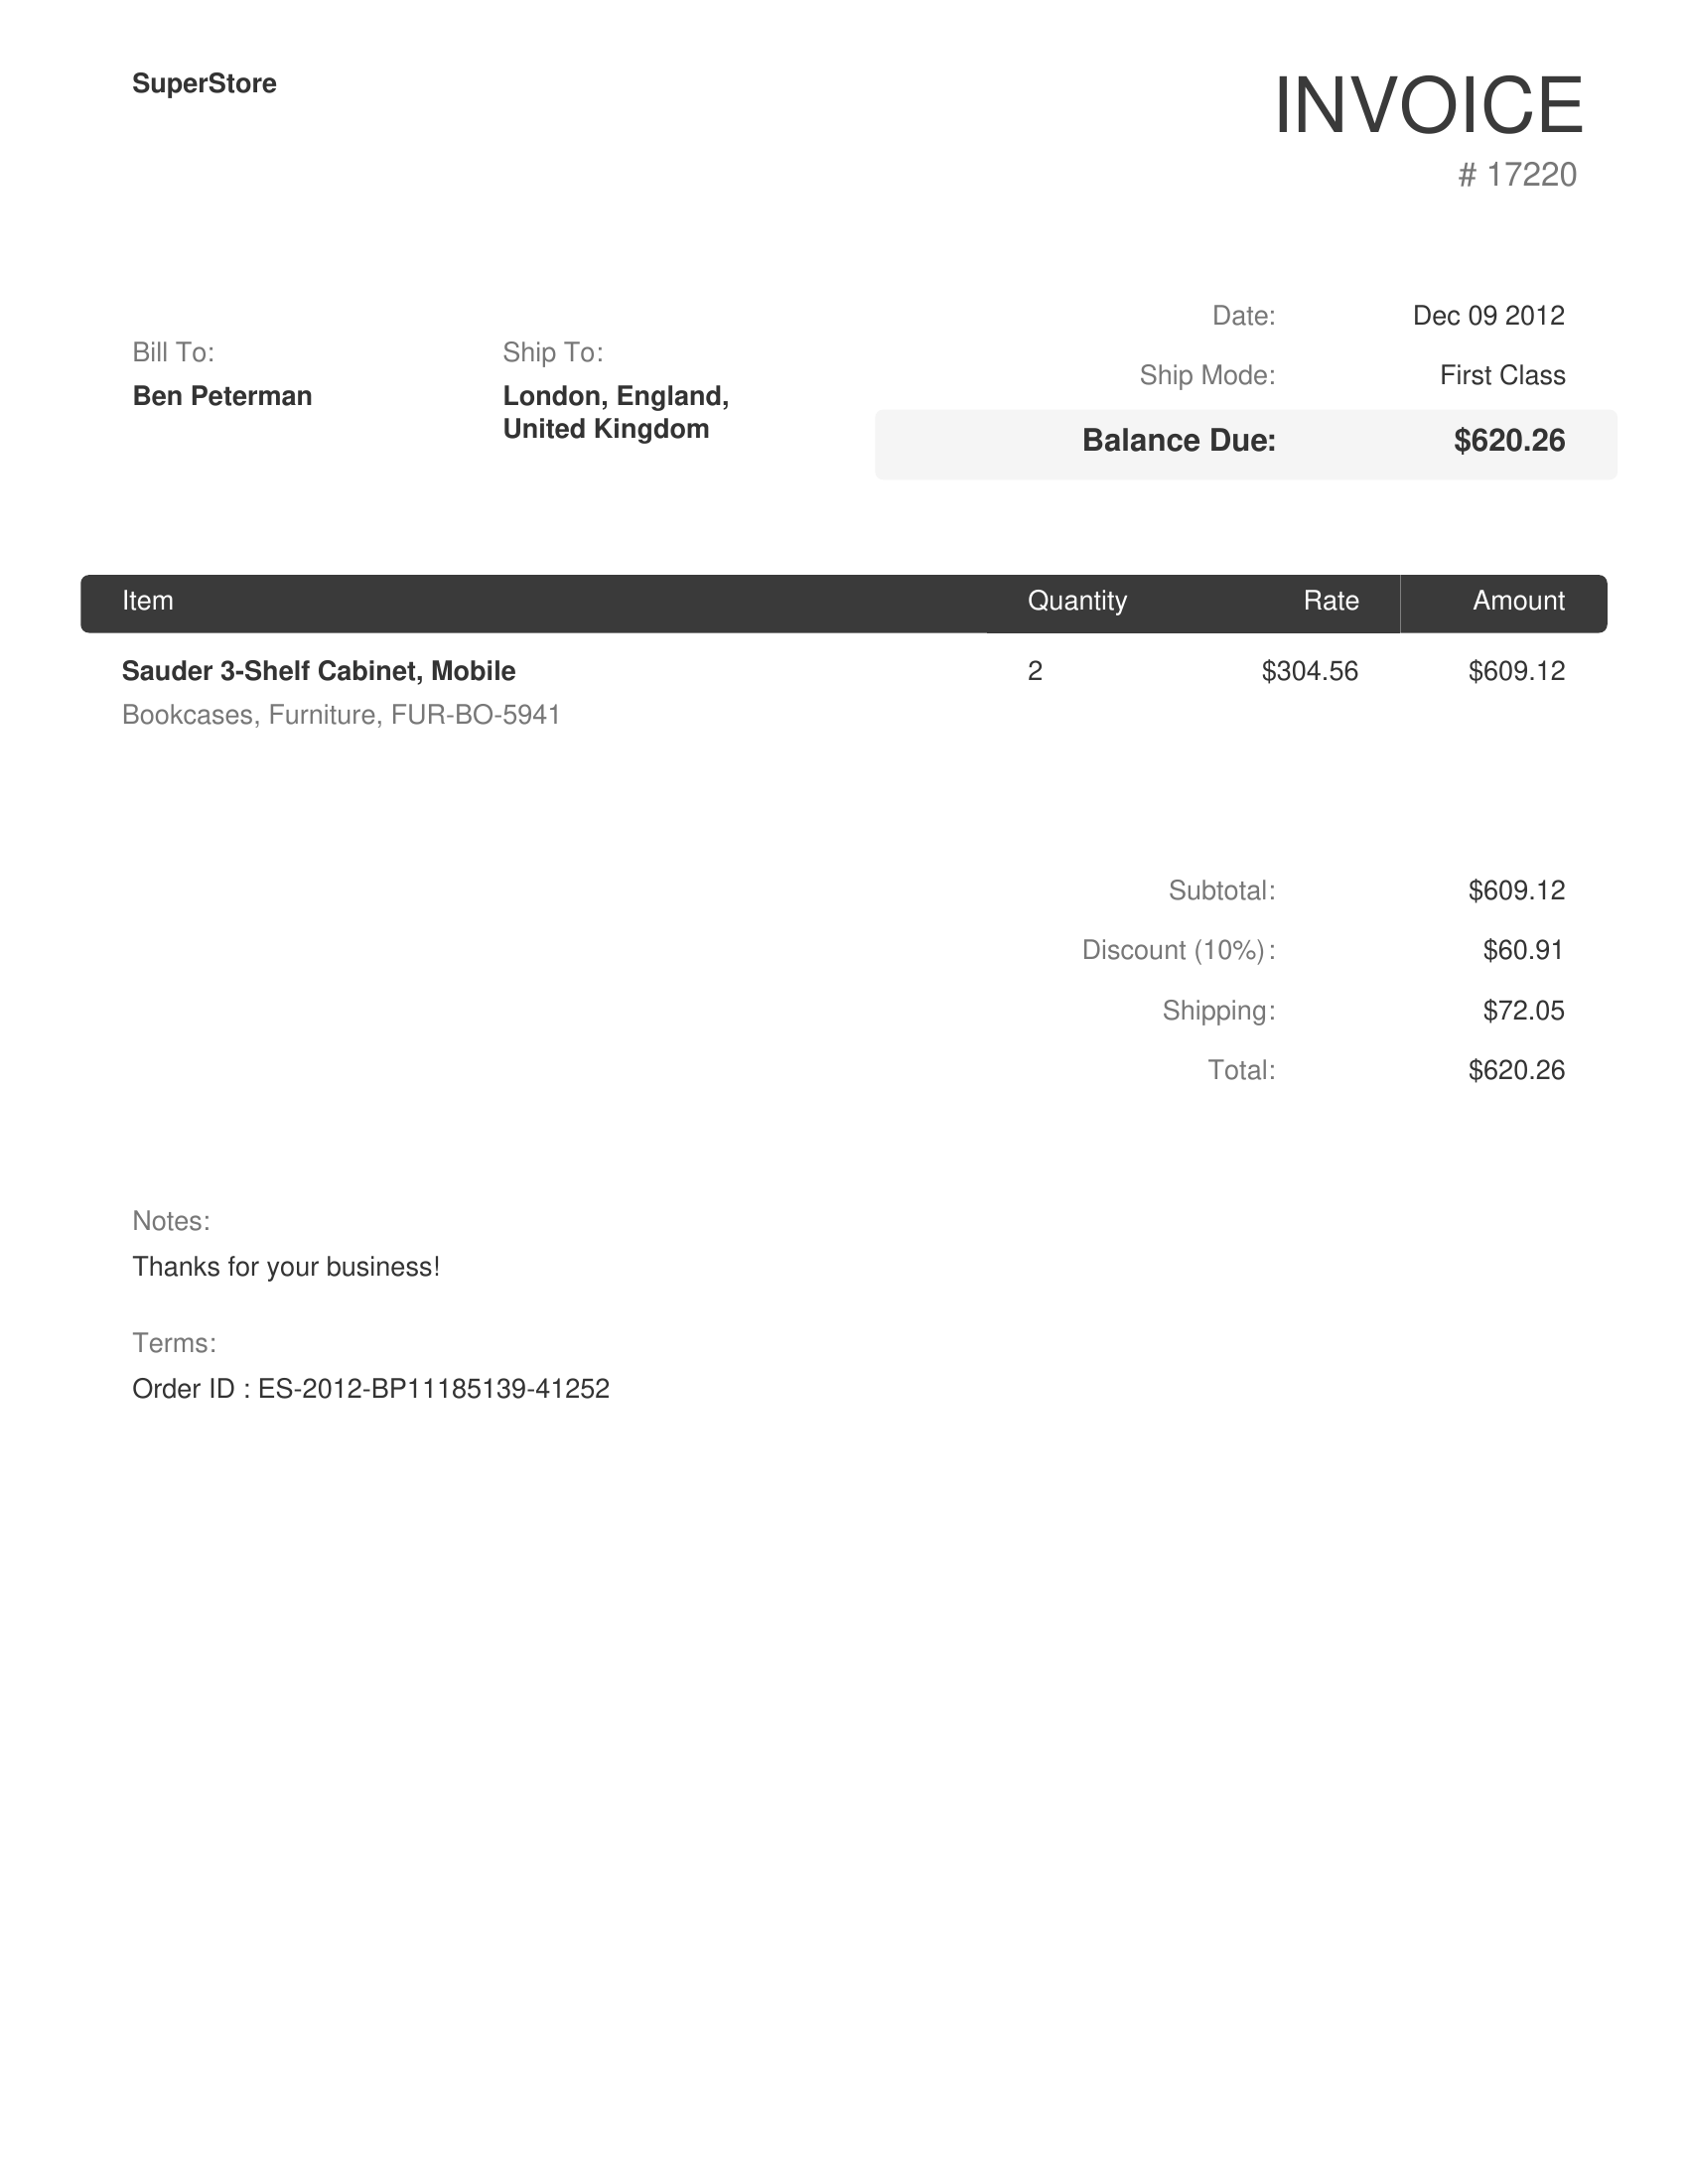 SuperStore
INVOICE
# 17220
Date: Dec 09 2012
Ship Mode: First Class
Balance Due: $620.26
Bill To:
Ben Peterman
Ship To:
London, England,
United Kingdom
Item Quantity Rate Amount
Sauder 3-Shelf Cabinet, Mobile 2 $304.56 $609.12
Bookcases, Furniture, FUR-BO-5941
Subtotal: $609.12
Discount (10%): $60.91
Shipping: $72.05
Total: $620.26
Notes:
Thanks for your business!
Terms:
Order ID : ES-2012-BP11185139-41252